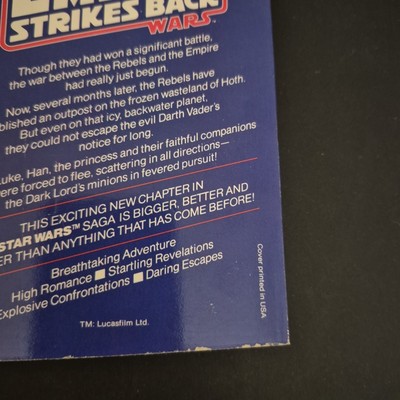 STRIKES BACK
WARS™
Though they had won a significant battle,
the war between the Rebels and the Empire
had really just begun.
Now, several months later, the Rebels have
blished an outpost on the frozen wasteland of Hoth.
But even on that icy, backwater planet,
they could not escape the evil Darth Vader's
notice for long.
uke, Han, the princess and their faithful companions
ere forced to flee, scattering in all directions—
the Dark Lord's minions in fevered pursuit!
THIS EXCITING NEW CHAPTER IN
STAR WARS™ SAGA IS BIGGER, BETTER AND
ER THAN ANYTHING THAT HAS COME BEFORE!
Breathtaking Adventure
High Romance ■ Startling Revelations
Explosive Confrontations ■ Daring Escapes
TM: Lucasfilm Ltd.
Cover printed in USA